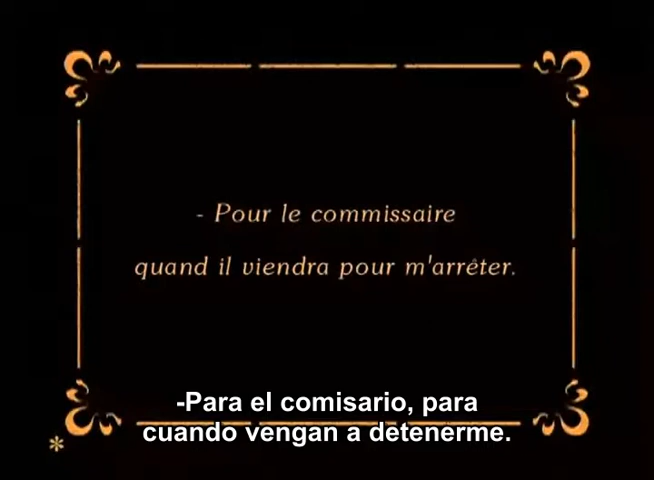 - Pour le commissaire
quand il viendra pour m'arrêter.
-Para el comisario, para
cuando vengan a detenerme.
*